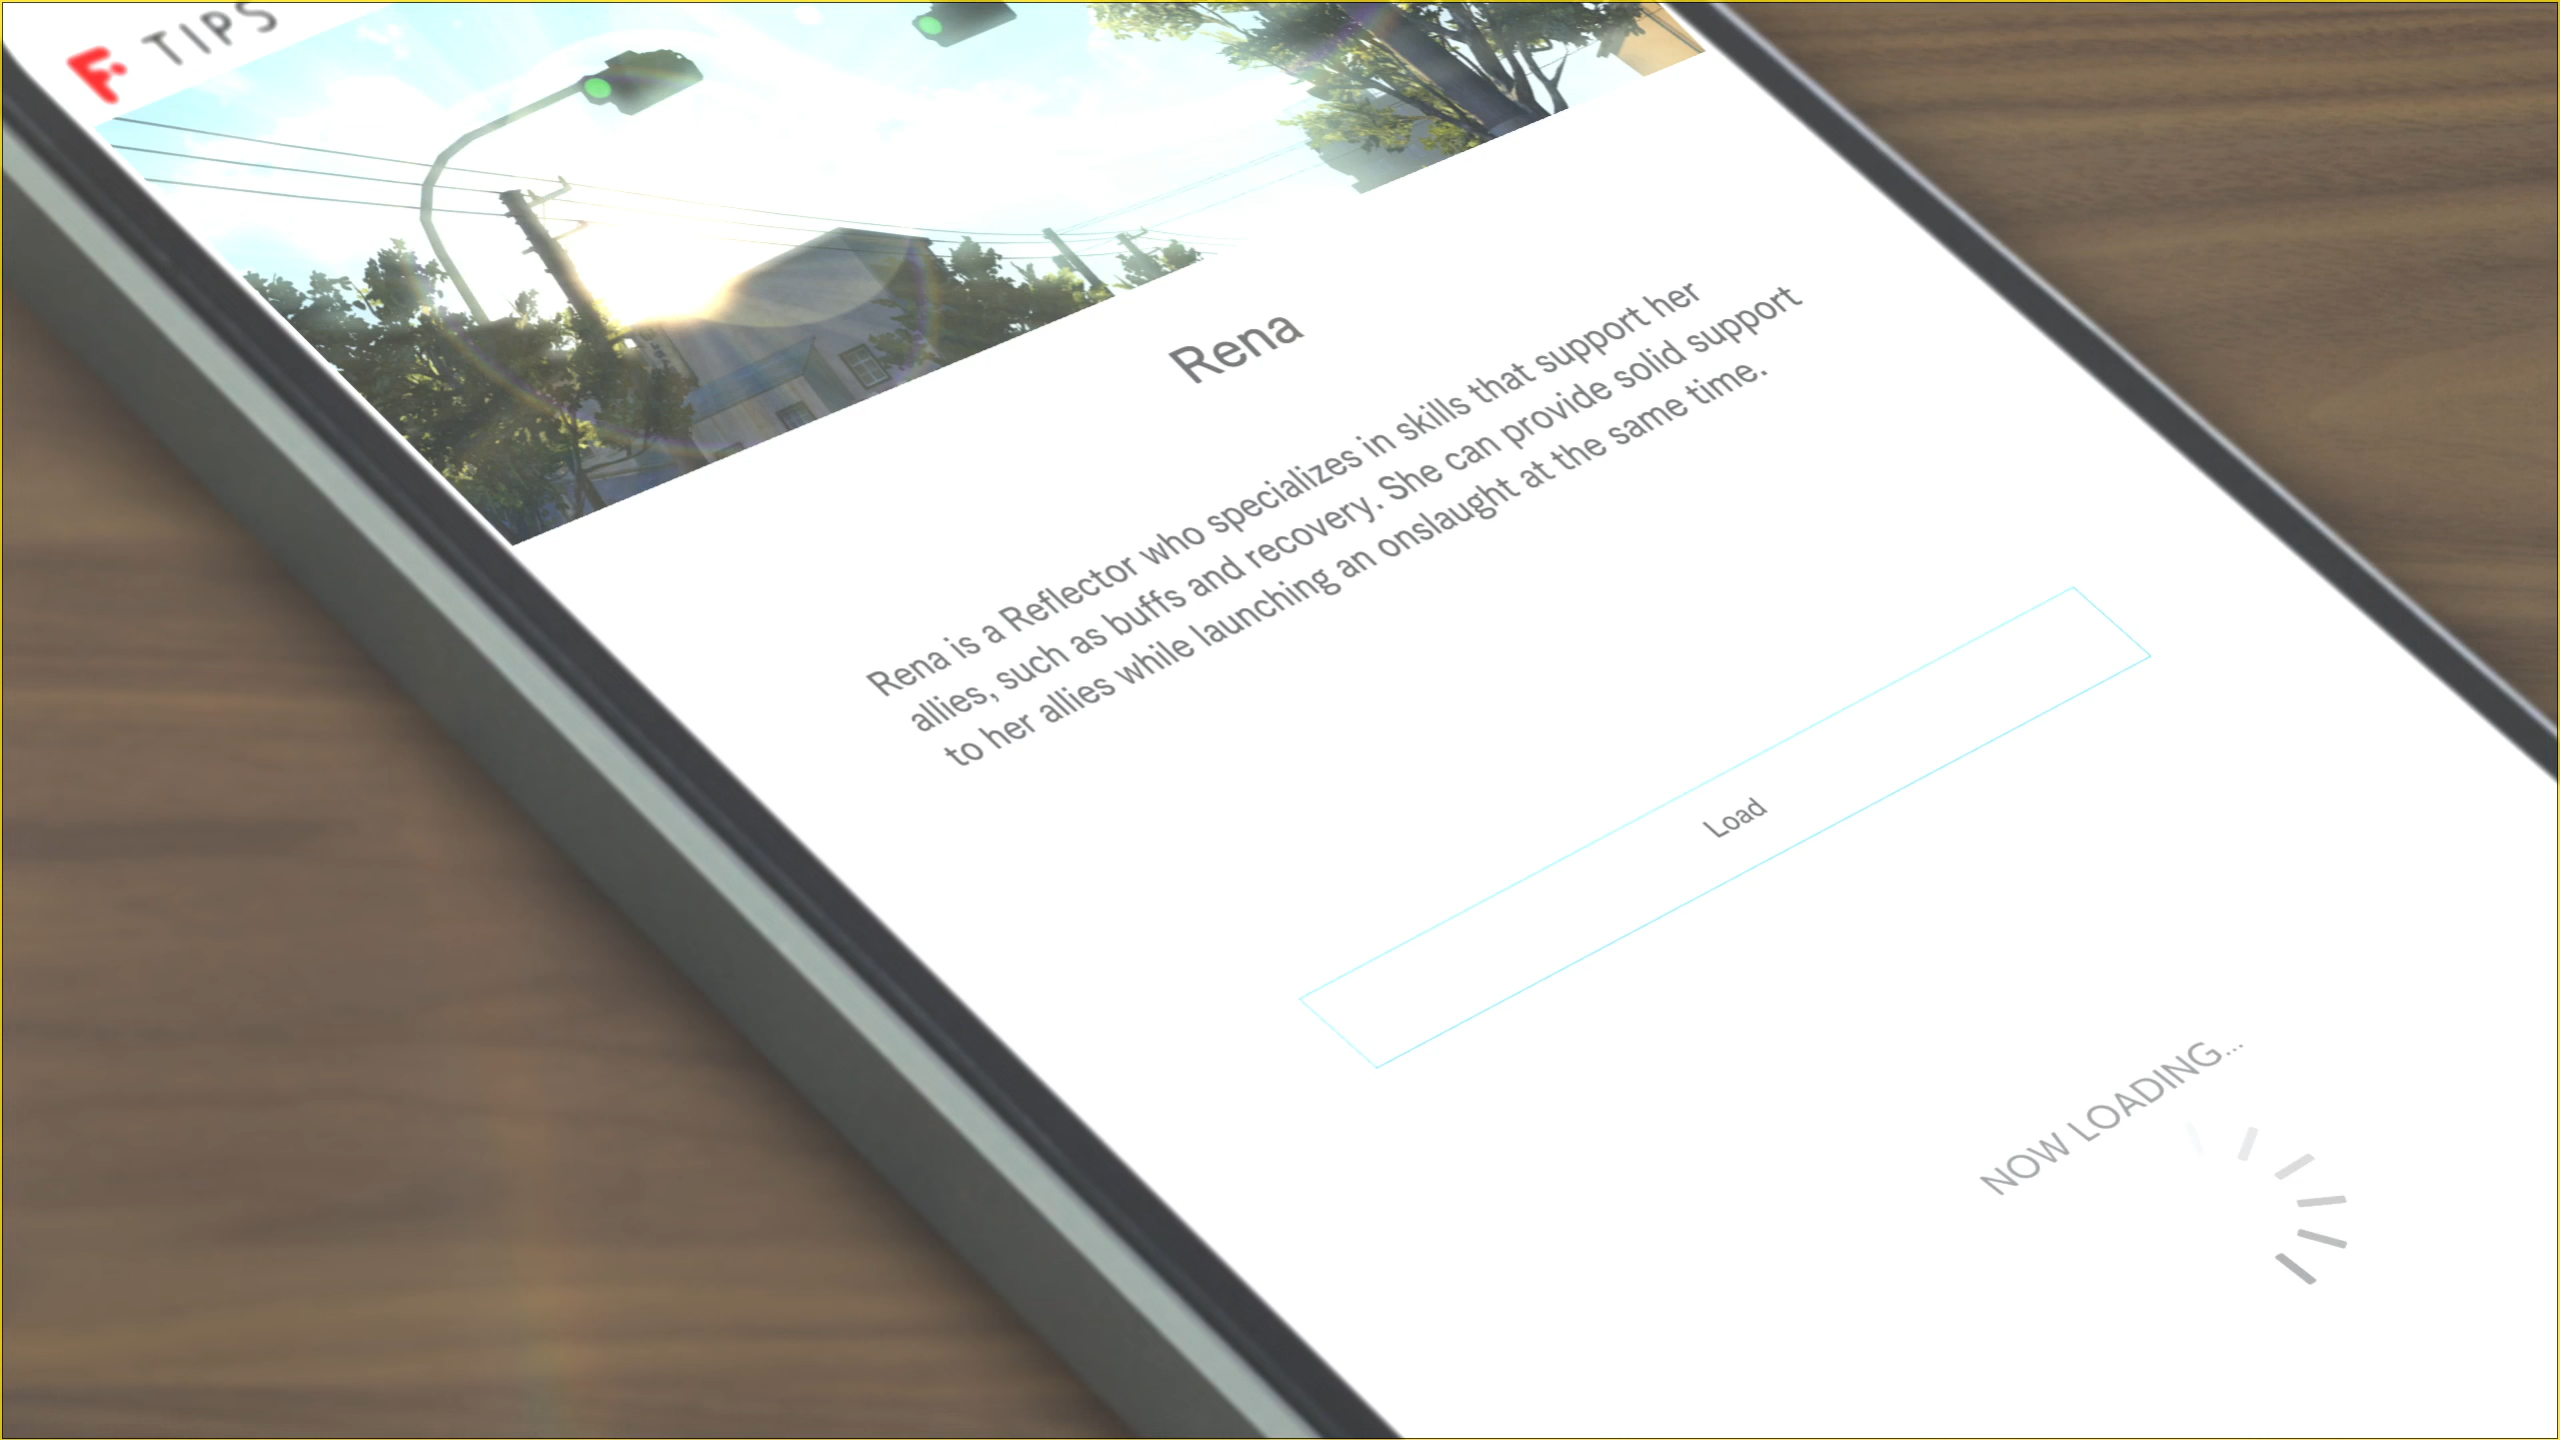 TIPS
Rena
Rena is a Reflector who specializes in skills that support her
allies, such as buffs and recovery. She can provide solid support
to her allies while launching an onslaught at the same time.
Load
NOW LOADING...